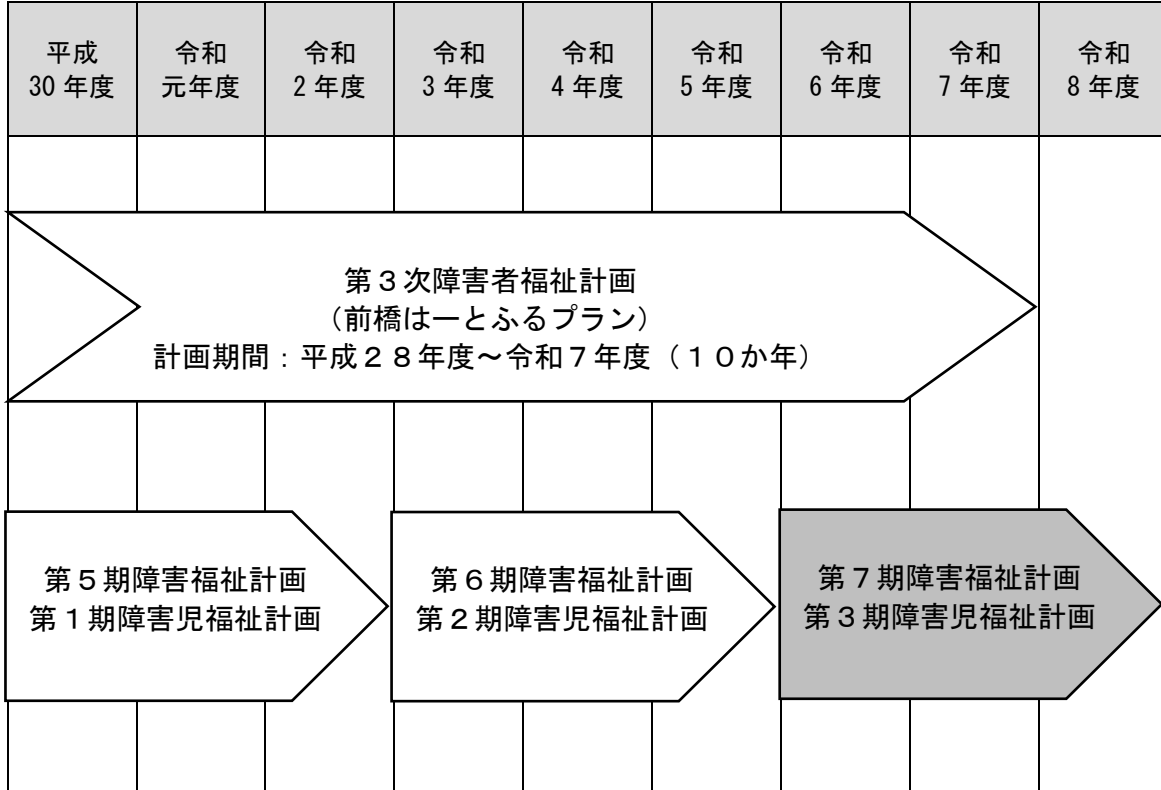 平成
30年度
令和
元年度
令和
2年度
令和
3年度
令和
4年度
令和
5年度
令和
6年度
令和
7年度
令和
8年度
第３次障害者福祉計画
（前橋はーとふるプラン）
計画期間：平成２８年度～令和７年度（１０か年）
第５期障害福祉計画
第１期障害児福祉計画
第６期障害福祉計画
第２期障害児福祉計画
第７期障害福祉計画
第３期障害児福祉計画